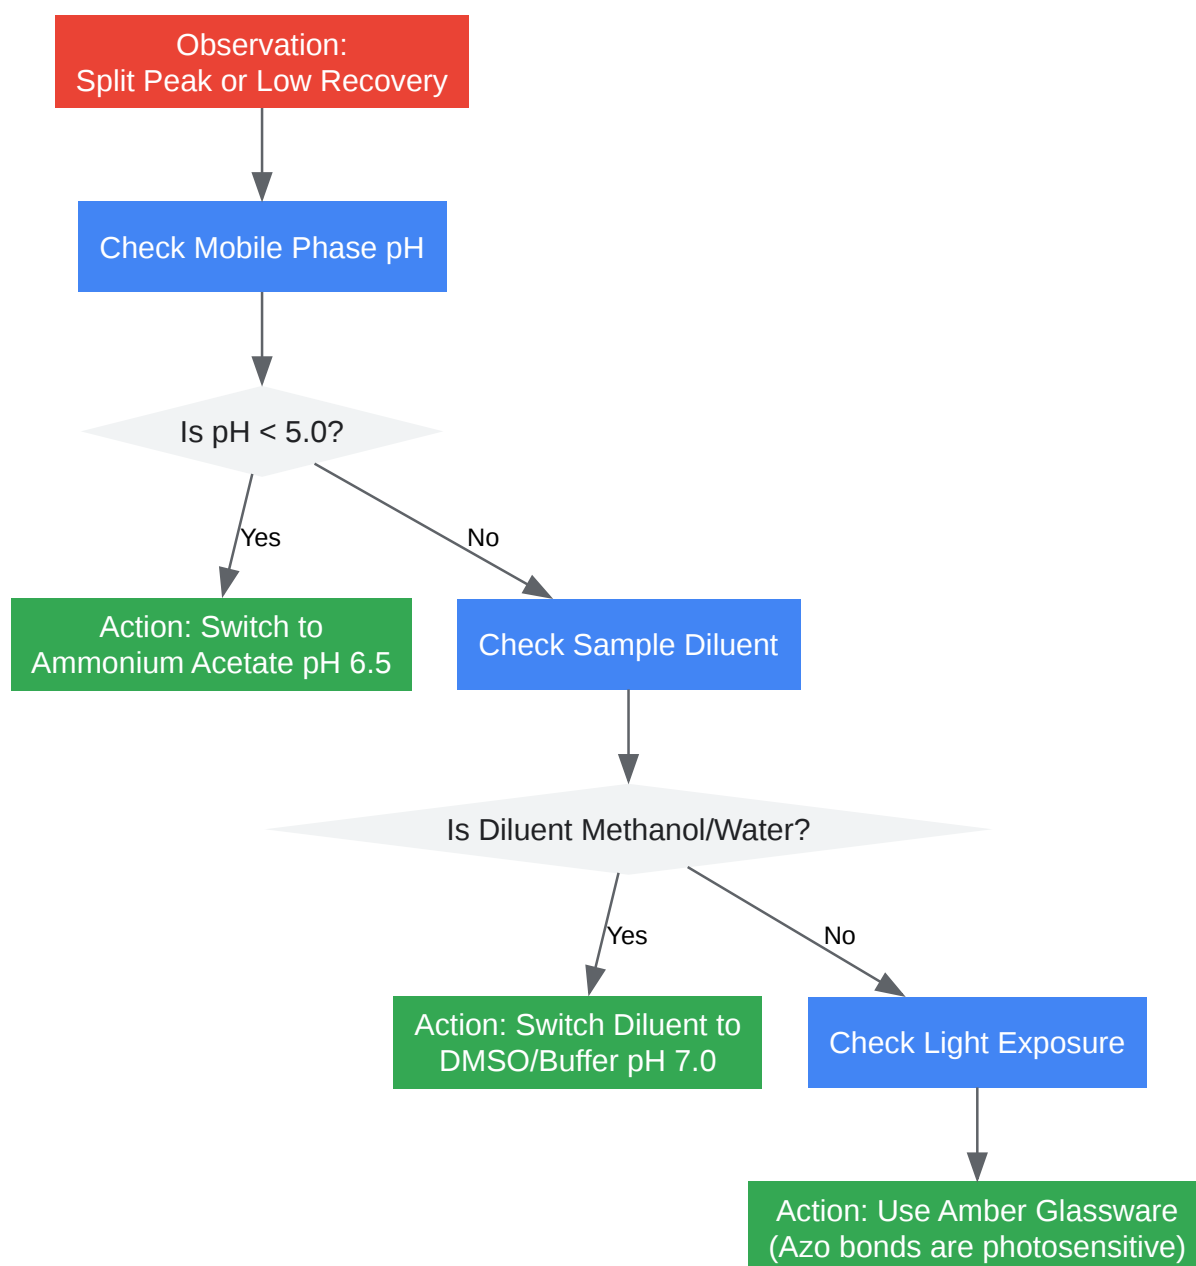 Observation:
Split Peak or Low Recovery
Check Mobile Phase pH
Is pH < 5.0?
Yes
No
Action: Switch to
Ammonium Acetate pH 6.5
Check Sample Diluent
Is Diluent Methanol/Water?
Yes
No
Action: Switch Diluent to
DMSO/Buffer pH 7.0
Check Light Exposure
Action: Use Amber Glassware
(Azo bonds are photosensitive)